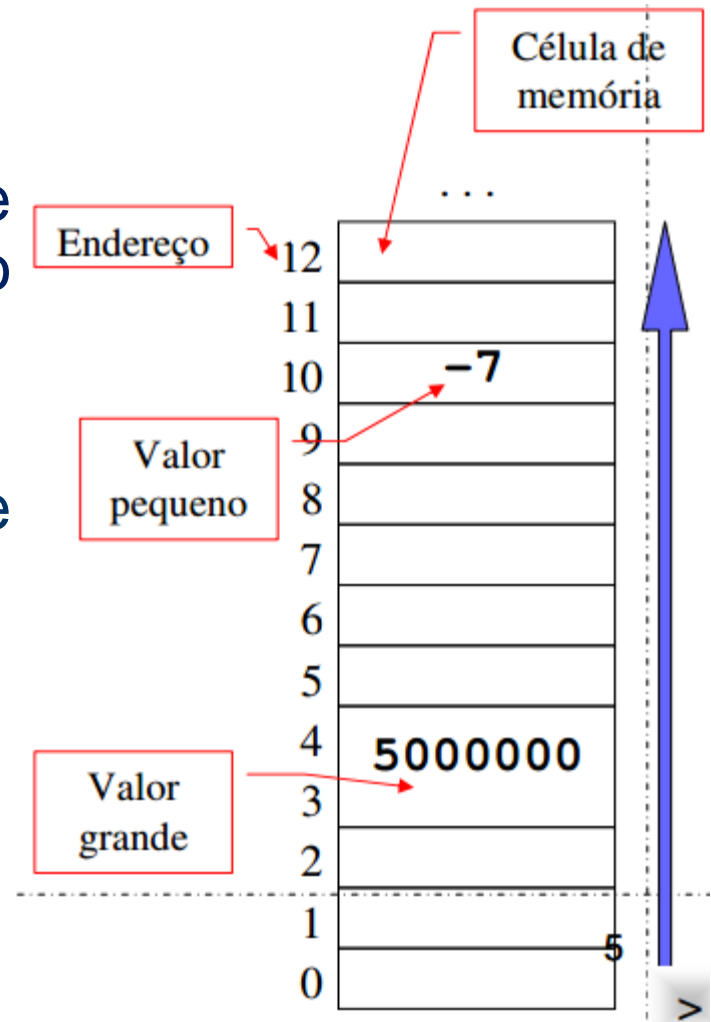 Célula de
memória
. . .
e
Endereço
12
o
11
10
-7
9
Valor
pequeno
8
e
7
6
5
4
5000000
Valor
grande
3
2
1
5
0
>